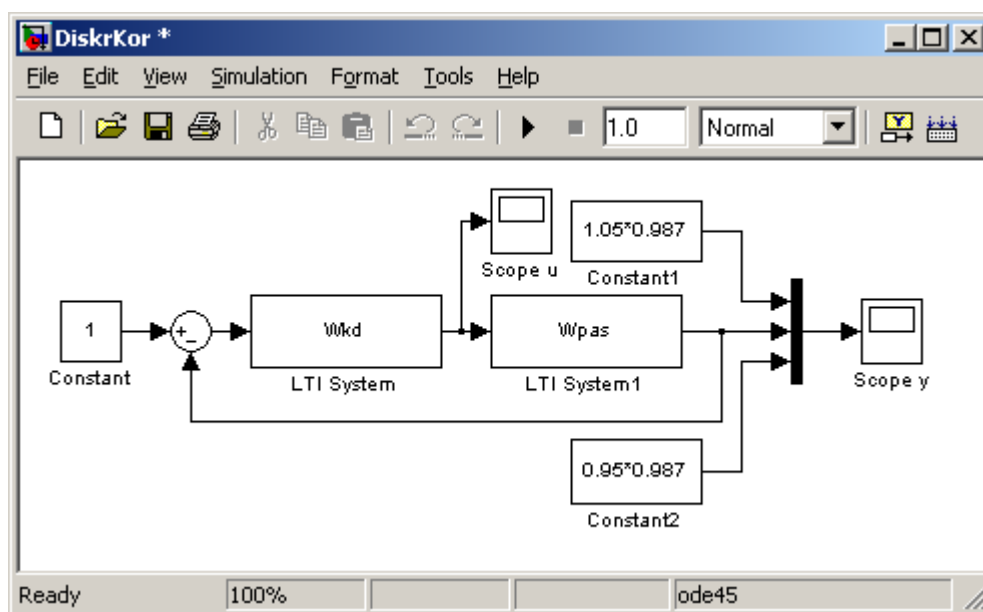 DiskrKor *
File Edit View Simulation Format Tools Help
1.0 Normal
1.05*0.987
Scope u
Constant1
+
-
1
Wkd
Wpas
Constant
LTI System
LTI System1
Scope y
0.95*0.987
Constant2
Ready 100% ode45